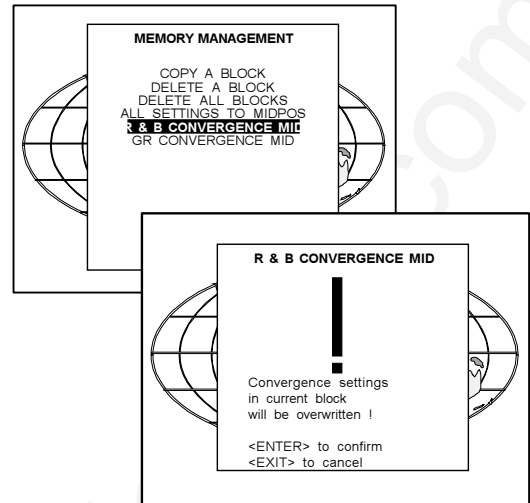 MEMORY MANAGEMENT
COPY A BLOCK
DELETE A BLOCK
DELETE ALL BLOCKS
ALL SETTINGS TO MIDPOS
R & B CONVERGENCE MID
GR CONVERGENCE MID
R & B CONVERGENCE MID
!
Convergence settings
in current block
will be overwritten !
<ENTER> to confirm
<EXIT> to cancel